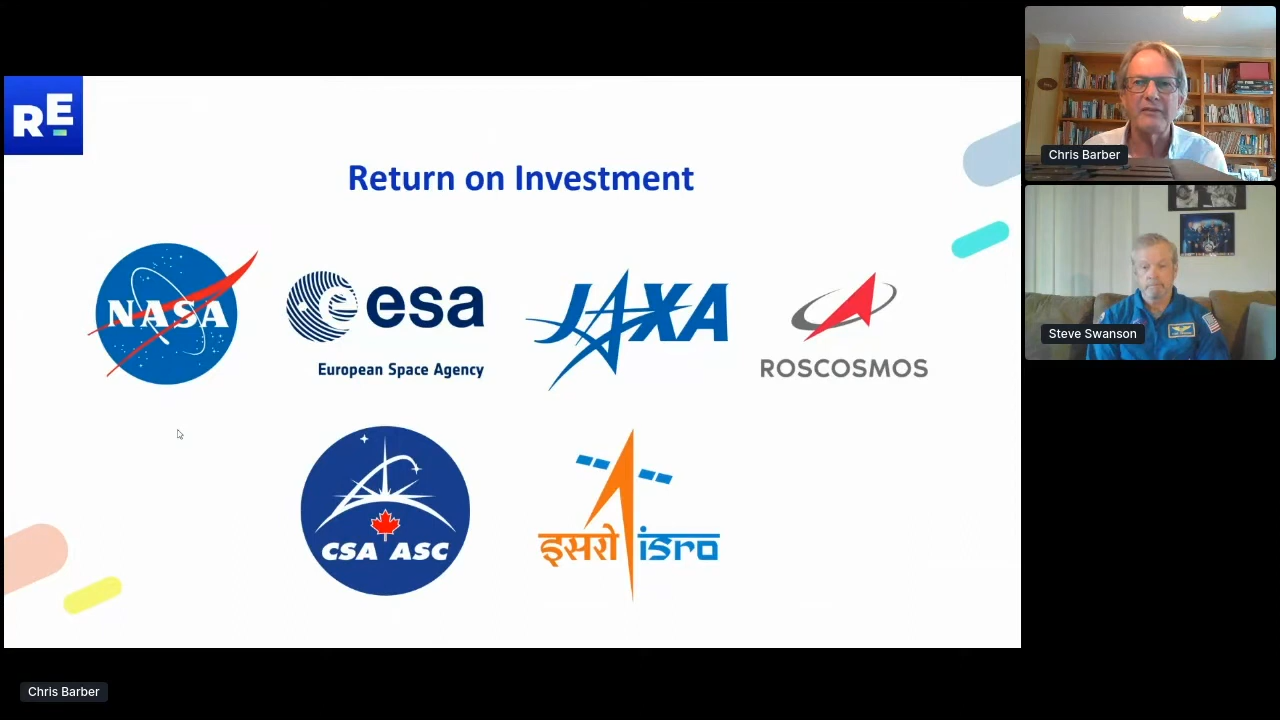 RE
Return on Investment
NASA
esa
European Space Agency
JAXA
ROSCOSMOS
CSA ASC
इसरो isro
Chris Barber
Steve Swanson
Chris Barber